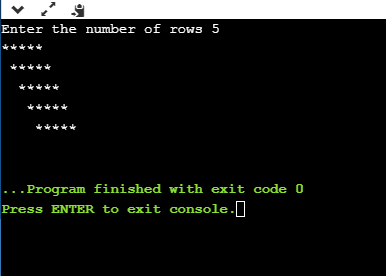 Enter the number of rows 5
*****
 *****
  *****
   *****
    *****
...Program finished with exit code 0
Press ENTER to exit console.